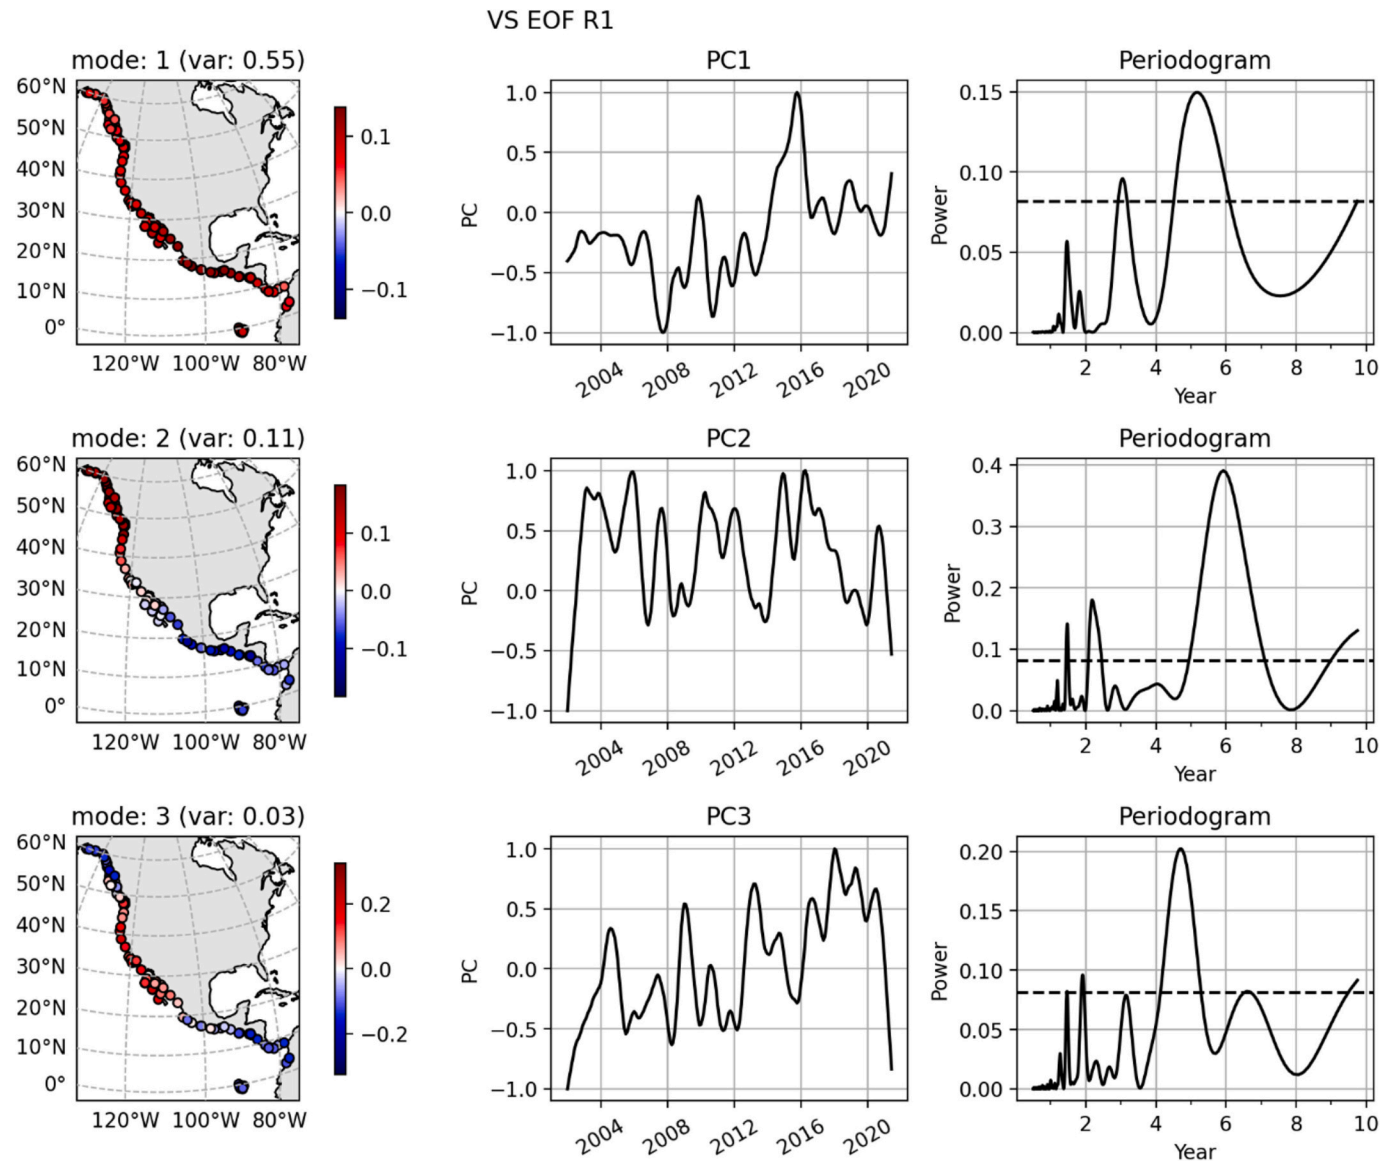 VS EOF R1
mode: 1 (var: 0.55)
60°N
50°N
40°N
30°N
20°N
10°N
0°
120°W 100°W 80°W
0.1
0.0
−0.1
PC1
PC
1.0
0.5
0.0
−0.5
−1.0
2004 2008 2012 2016 2020
Periodogram
Power
0.15
0.10
0.05
0.00
2 4 6 8 10
Year
mode: 2 (var: 0.11)
60°N
50°N
40°N
30°N
20°N
10°N
0°
120°W 100°W 80°W
0.1
0.0
−0.1
PC2
PC
1.0
0.5
0.0
−0.5
−1.0
2004 2008 2012 2016 2020
Periodogram
Power
0.4
0.3
0.2
0.1
0.0
2 4 6 8 10
Year
mode: 3 (var: 0.03)
60°N
50°N
40°N
30°N
20°N
10°N
0°
120°W 100°W 80°W
0.2
0.0
−0.2
PC3
PC
1.0
0.5
0.0
−0.5
−1.0
2004 2008 2012 2016 2020
Periodogram
Power
0.20
0.15
0.10
0.05
0.00
2 4 6 8 10
Year